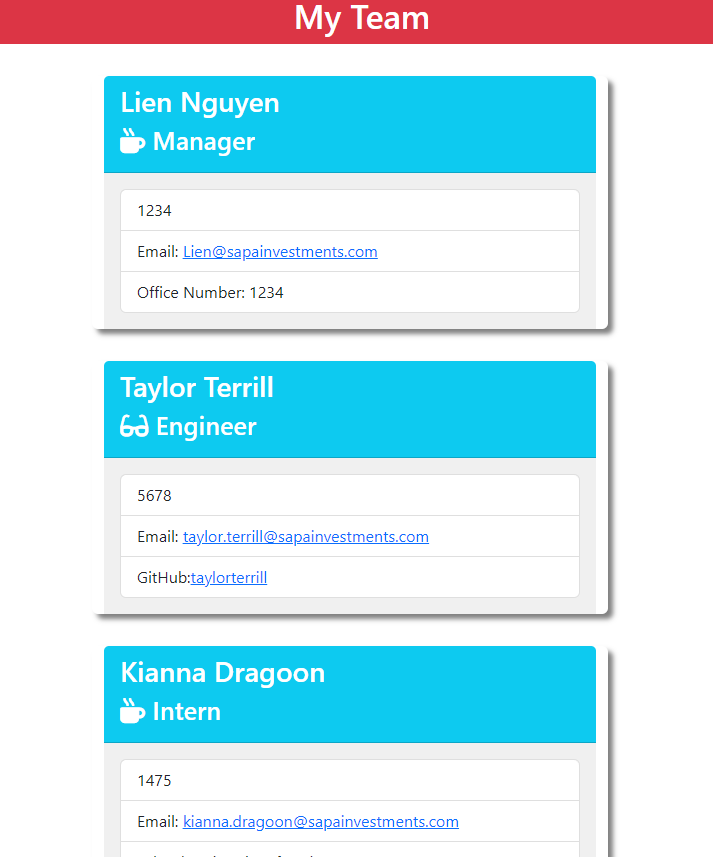 My Team
Lien Nguyen
Manager
1234
Email: Lien@sapainvestments.com
Office Number: 1234
Taylor Terrill
Engineer
5678
Email: taylor.terrill@sapainvestments.com
GitHub:taylorterrill
Kianna Dragoon
Intern
1475
Email: kianna.dragoon@sapainvestments.com